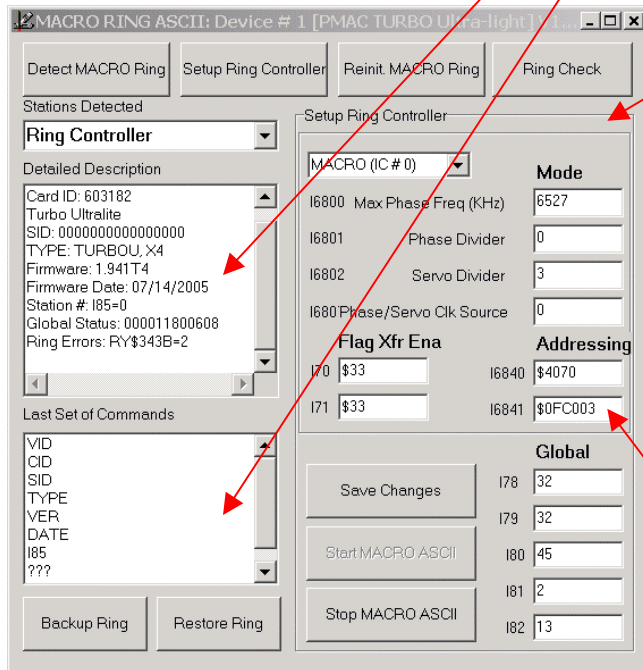 MACRO RING ASCII: Device # 1 [PMAC TURBO Ultra-light] V1...
Detect MACRO Ring
Setup Ring Controller
Reinit. MACRO Ring
Ring Check
Stations Detected
Ring Controller
Detailed Description
Card ID: 603182
Turbo Ultralite
SID: 0000000000000000
TYPE: TURBOU, X4
Firmware: 1.941T4
Firmware Date: 07/14/2005
Station #: I85=0
Global Status: 000011800608
Ring Errors: RY$343B=2
Last Set of Commands
VID
CID
SID
TYPE
VER
DATE
I85
???
Backup Ring
Restore Ring
Setup Ring Controller
MACRO (IC # 0)
Mode
I6800 Max Phase Freq (KHz) 6527
I6801 Phase Divider 0
I6802 Servo Divider 3
I6807 Phase/Servo Clk Source 0
Flag Xfr Ena
Addressing
I70 $33
I6840 $4070
I71 $33
I6841 $0FC003
Global
Save Changes
Start MACRO ASCII
Stop MACRO ASCII
I78 32
I79 32
I80 45
I81 2
I82 13